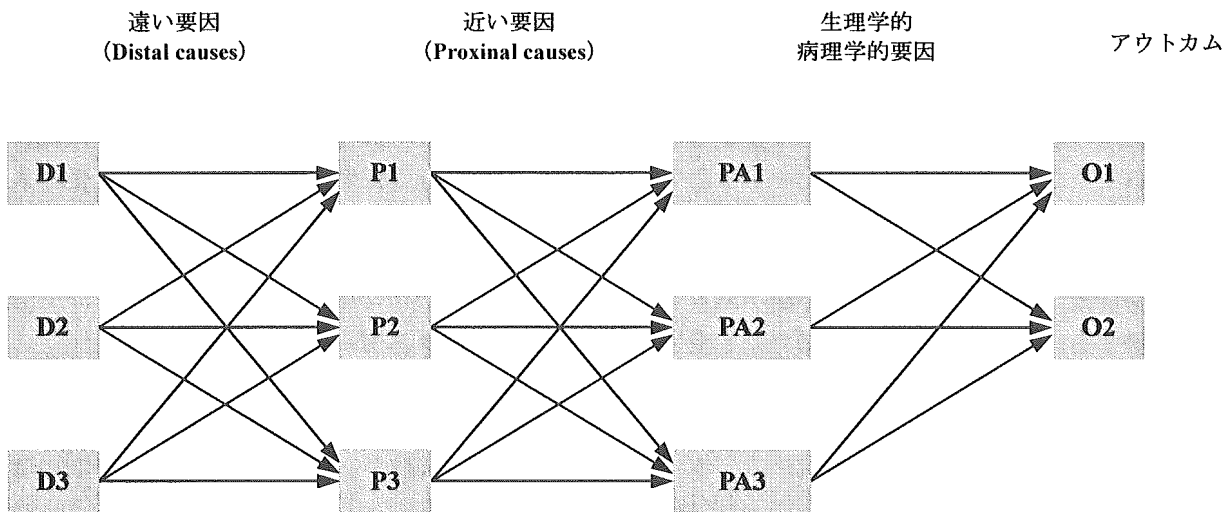 遠い要因
(Distal causes)
近い要因
(Proxinal causes)
生理学的
病理学的要因
アウトカム
D1
P1
PA1
O1
D2
P2
PA2
O2
D3
P3
PA3